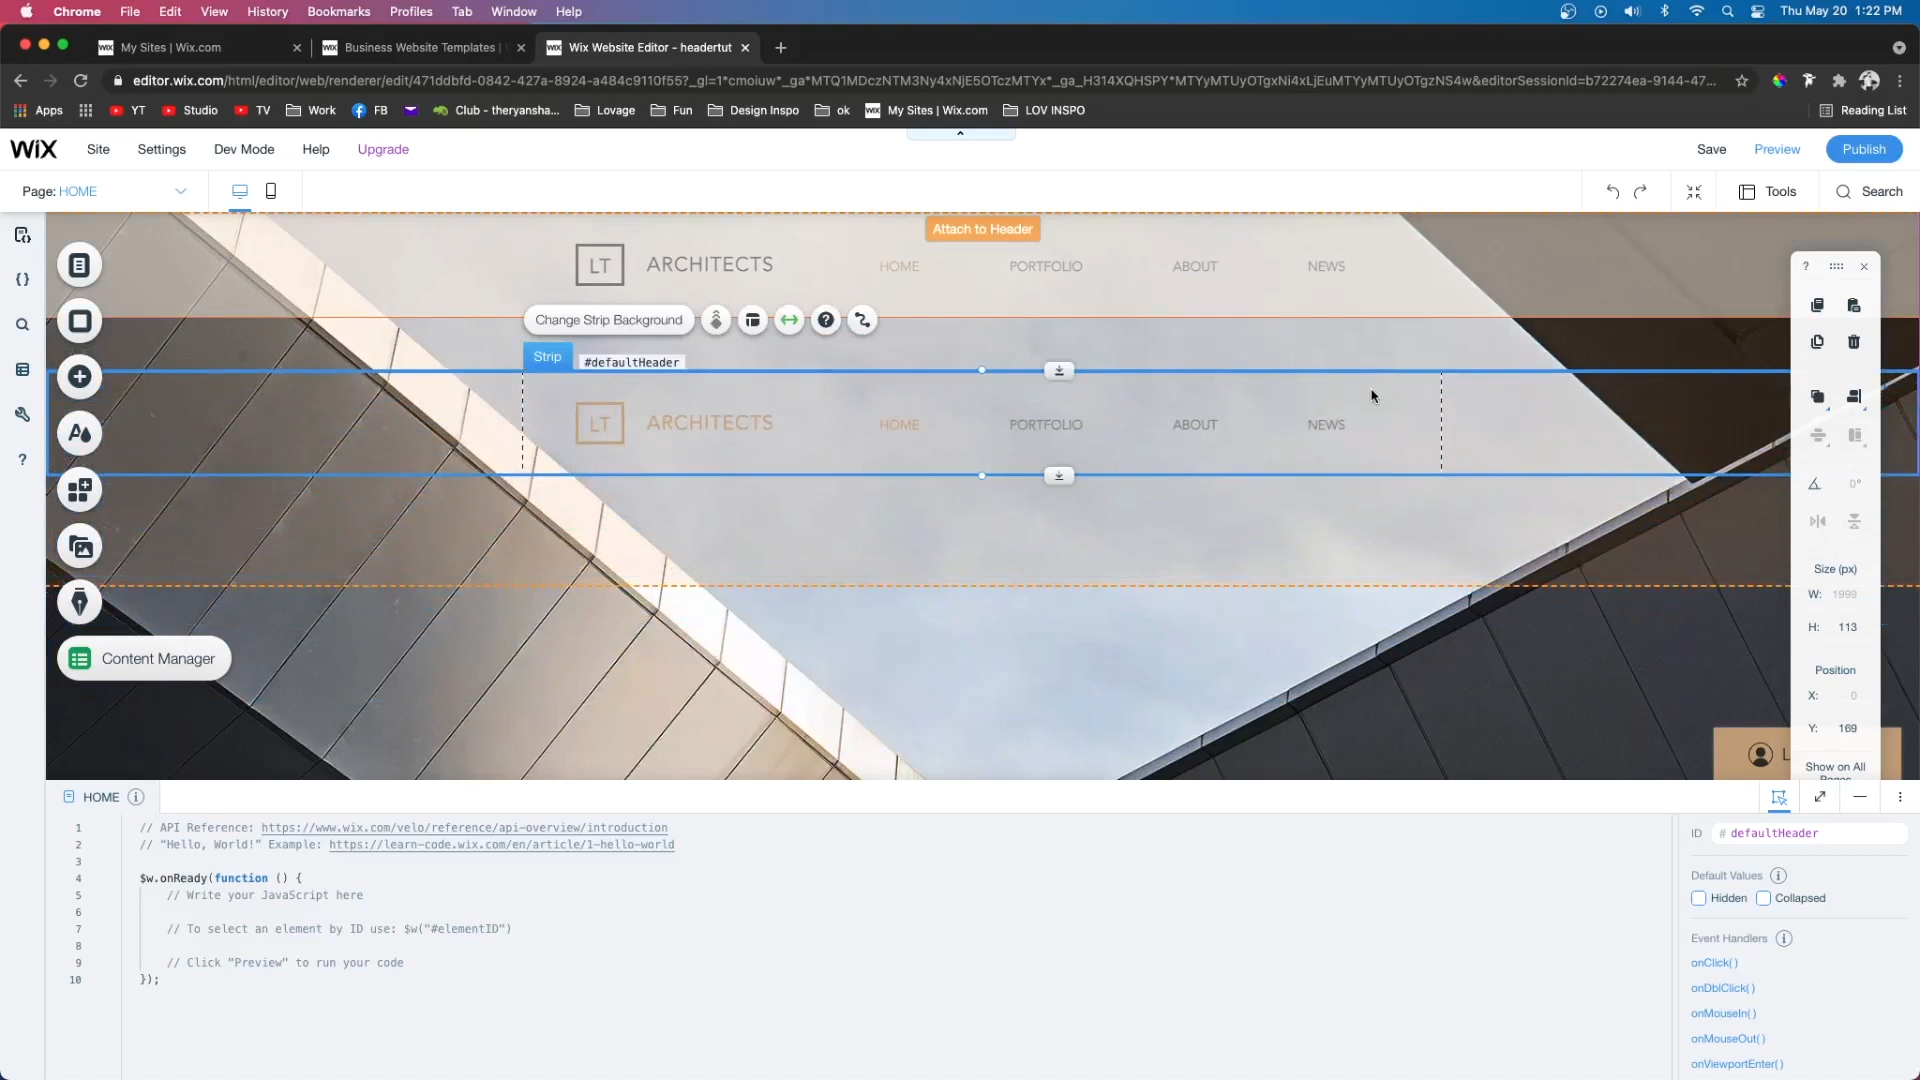 Chrome File Edit View History Bookmarks Profiles Tab Window Help Thu May 20 1:22 PM
WIX My Sites | Wix.com WIX Business Website Templates | WIX Wix Website Editor - headertut
editor.wix.com/html/editor/web/renderer/edit/471ddbfd-0842-427a-8924-a484c9110f55?_gl=1*cmoiuw*_ga*MTQ1MDczNTM3Ny4xNjE5OTczMTYx*_ga_H314XQHSPY*MTYyMTUyOTgxNi4xLjEuMTYyMTUyOTgzNS4w&editorSessionId=b72274ea-9144-47...
Apps YT Studio TV Work FB Club - theryansha... Lovage Fun Design Inspo ok WIX My Sites | Wix.com LOV INSPO Reading List
WIX Site Settings Dev Mode Help Upgrade Save Preview Publish
Page: HOME Tools Search
Attach to Header
LT ARCHITECTS HOME PORTFOLIO ABOUT NEWS
Change Strip Background
Strip #defaultHeader
LT ARCHITECTS HOME PORTFOLIO ABOUT NEWS
0°
Size (px)
W: 1999
H: 113
Content Manager
Position
X: 0
Y: 169
L
Show on All
Pages
HOME
1 // API Reference: https://www.wix.com/velo/reference/api-overview/introduction
2 // “Hello, World!” Example: https://learn-code.wix.com/en/article/1-hello-world
3
4 $w.onReady(function () {
5 // Write your JavaScript here
6
7 // To select an element by ID use: $w("#elementID")
8
9 // Click "Preview" to run your code
10 });
ID # defaultHeader
Default Values
Hidden Collapsed
Event Handlers
onClick()
onDblClick()
onMouseIn()
onMouseOut()
onViewportEnter()